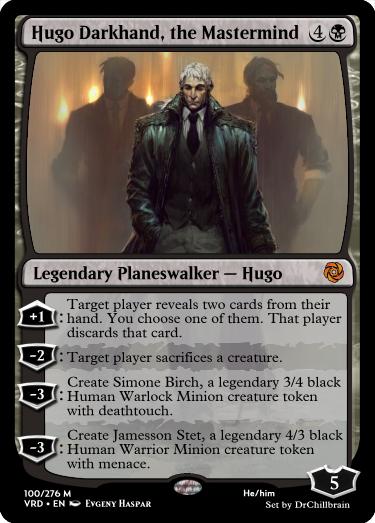 Hugo Darkhand, the Mastermind 4
Legendary Planeswalker — Hugo
+1: Target player reveals two cards from their
hand. You choose one of them. That player
discards that card.
-2: Target player sacrifices a creature.
-3: Create Simone Birch, a legendary 3/4 black
Human Warlock Minion creature token
with deathtouch.
-3: Create Jamesson Stet, a legendary 4/3 black
Human Warrior Minion creature token
with menace.
5
100/276 M He/him
VRD • EN Evgeny Haspar Set by DrChillbrain